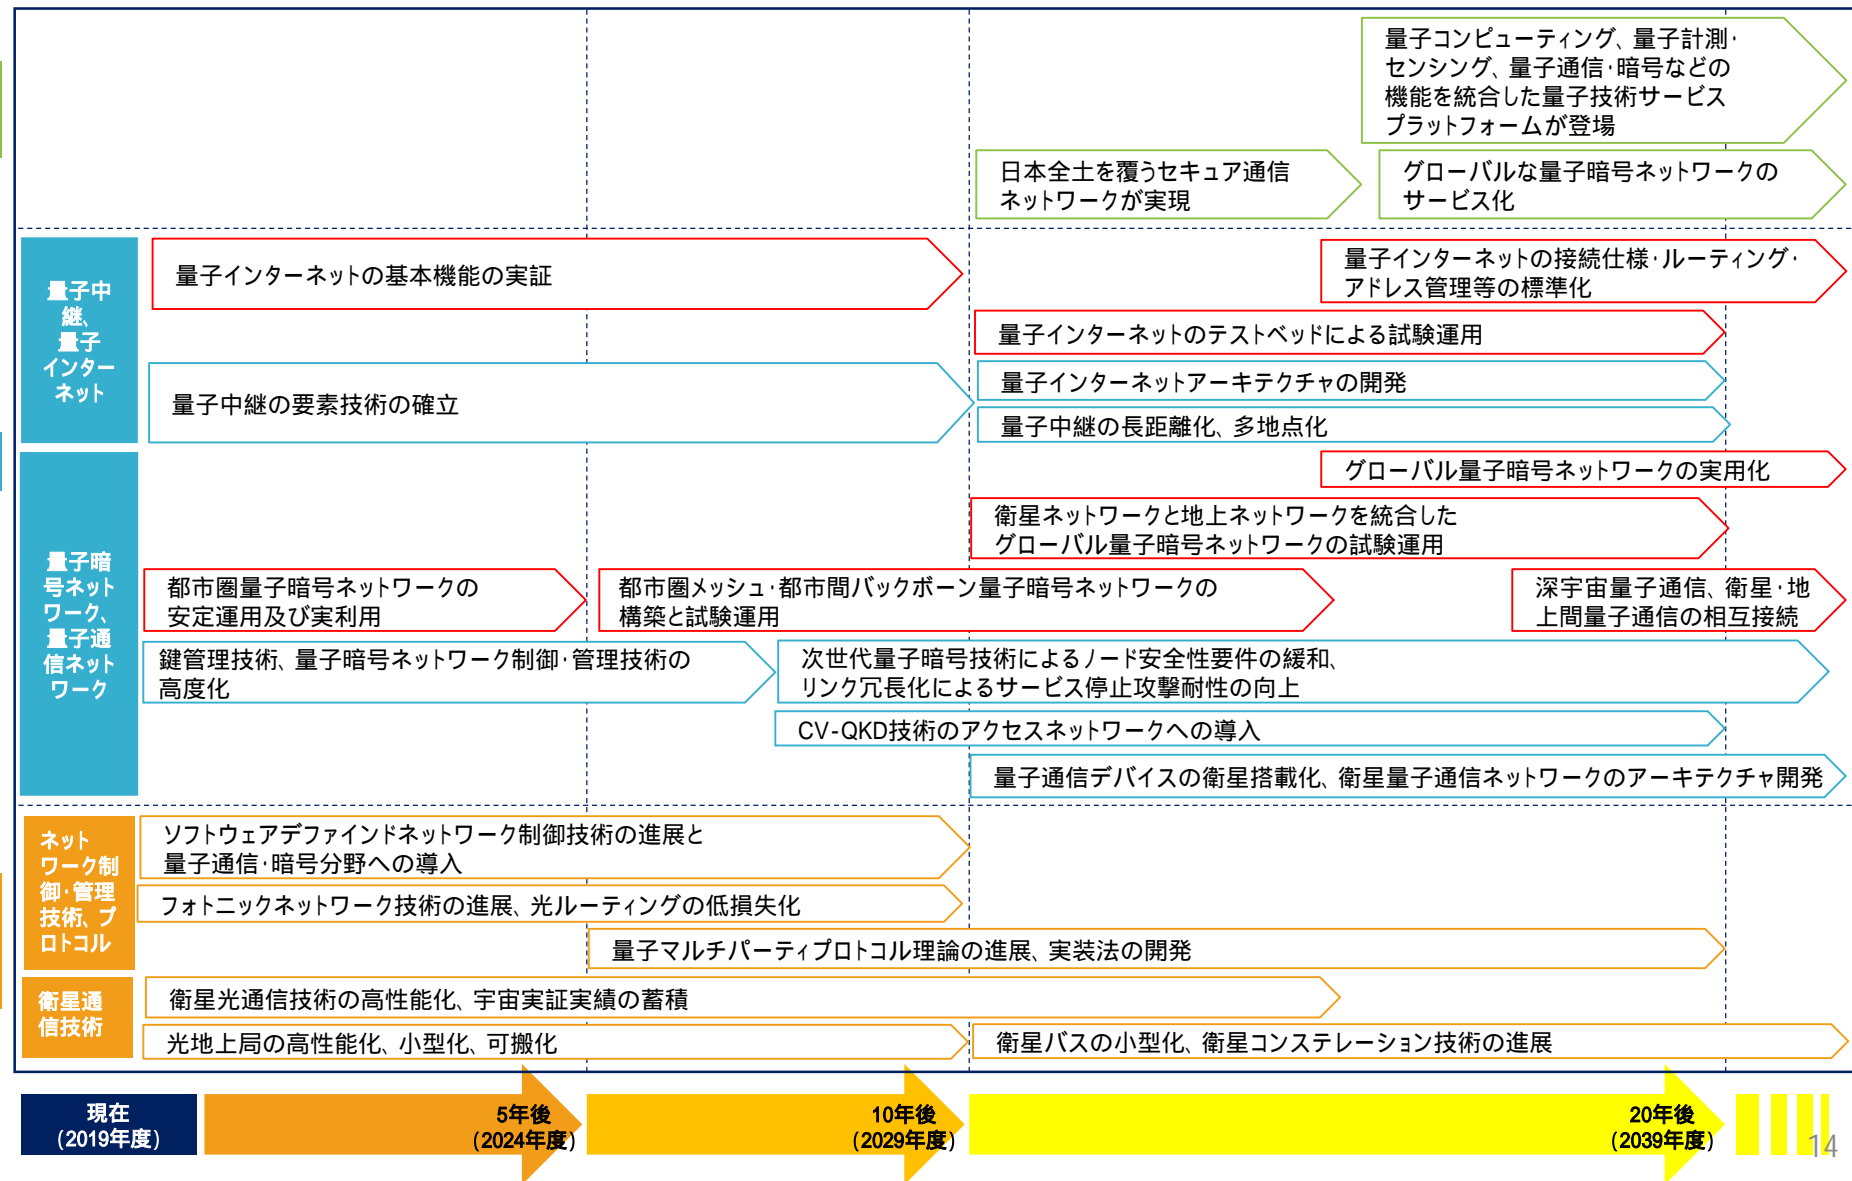 量子コンピューティング、量子計測・
センシング、量子通信・暗号などの
機能を統合した量子技術サービス
プラットフォームが登場
日本全土を覆うセキュア通信
ネットワークが実現
グローバルな量子暗号ネットワークの
サービス化
量子中
継、
量子
インター
ネット
量子インターネットの基本機能の実証
量子インターネットの接続仕様・ルーティング・
アドレス管理等の標準化
量子インターネットのテストベッドによる試験運用
量子中継の要素技術の確立
量子インターネットアーキテクチャの開発
量子中継の長距離化、多地点化
量子暗
号ネット
ワーク、
量子通
信ネット
ワーク
グローバル量子暗号ネットワークの実用化
衛星ネットワークと地上ネットワークを統合した
グローバル量子暗号ネットワークの試験運用
都市圏量子暗号ネットワークの
安定運用及び実利用
都市圏メッシュ・都市間バックボーン量子暗号ネットワークの
構築と試験運用
深宇宙量子通信、衛星・地
上間量子通信の相互接続
鍵管理技術、量子暗号ネットワーク制御・管理技術の
高度化
次世代量子暗号技術によるノード安全性要件の緩和、
リンク冗長化によるサービス停止攻撃耐性の向上
CV-QKD技術のアクセスネットワークへの導入
量子通信デバイスの衛星搭載化、衛星量子通信ネットワークのアーキテクチャ開発
ネット
ワーク制
御・管理
技術、プ
ロトコル
ソフトウェアデファインドネットワーク制御技術の進展と
量子通信・暗号分野への導入
フォトニックネットワーク技術の進展、光ルーティングの低損失化
量子マルチパーティプロトコル理論の進展、実装法の開発
衛星通
信技術
衛星光通信技術の高性能化、宇宙実証実績の蓄積
光地上局の高性能化、小型化、可搬化
衛星バスの小型化、衛星コンステレーション技術の進展
現在
(2019年度)
5年後
(2024年度)
10年後
(2029年度)
20年後
(2039年度)
14